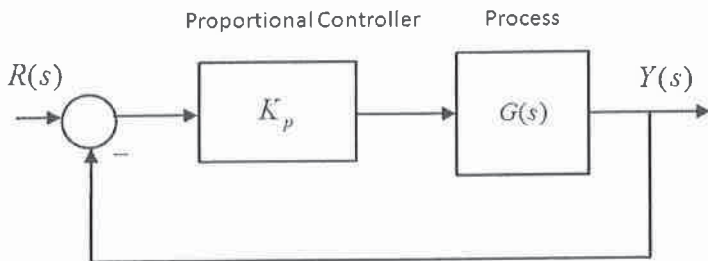 Proportional Controller
Process
R(s)
K_p
G(s)
Y(s)
−